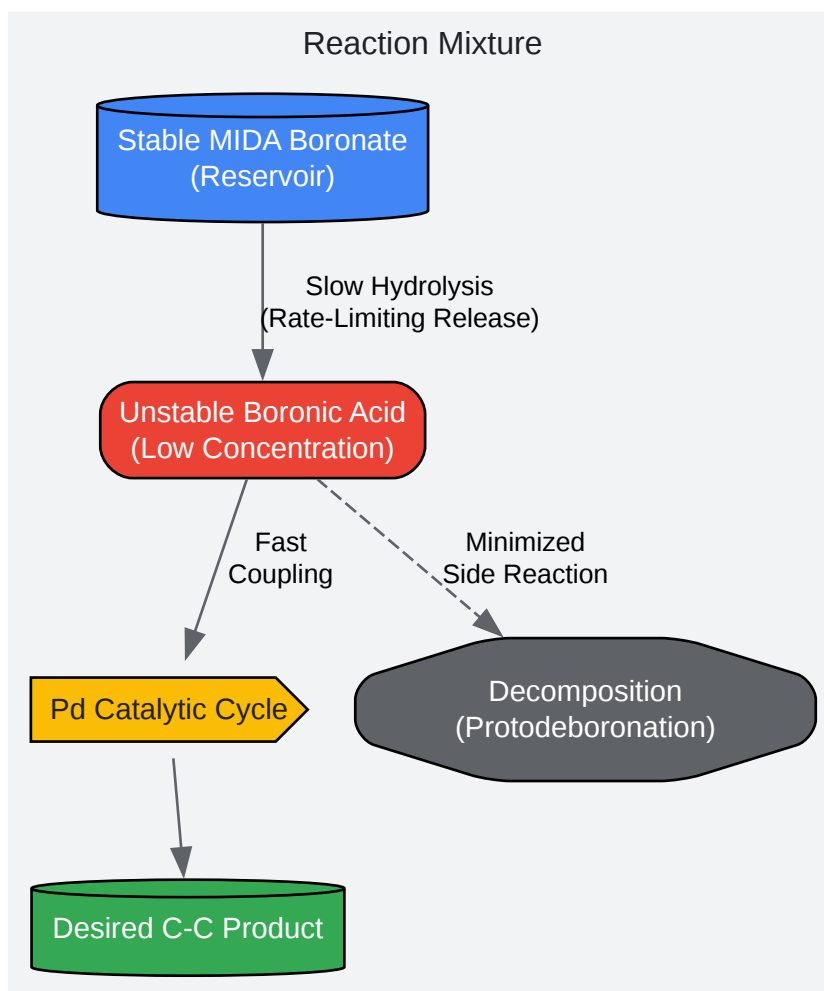 Reaction Mixture
Stable MIDA Boronate
(Reservoir)
Slow Hydrolysis
(Rate-Limiting Release)
Unstable Boronic Acid
(Low Concentration)
Fast
Coupling
Minimized
Side Reaction
Pd Catalytic Cycle
Decomposition
(Protodeboronation)
Desired C-C Product